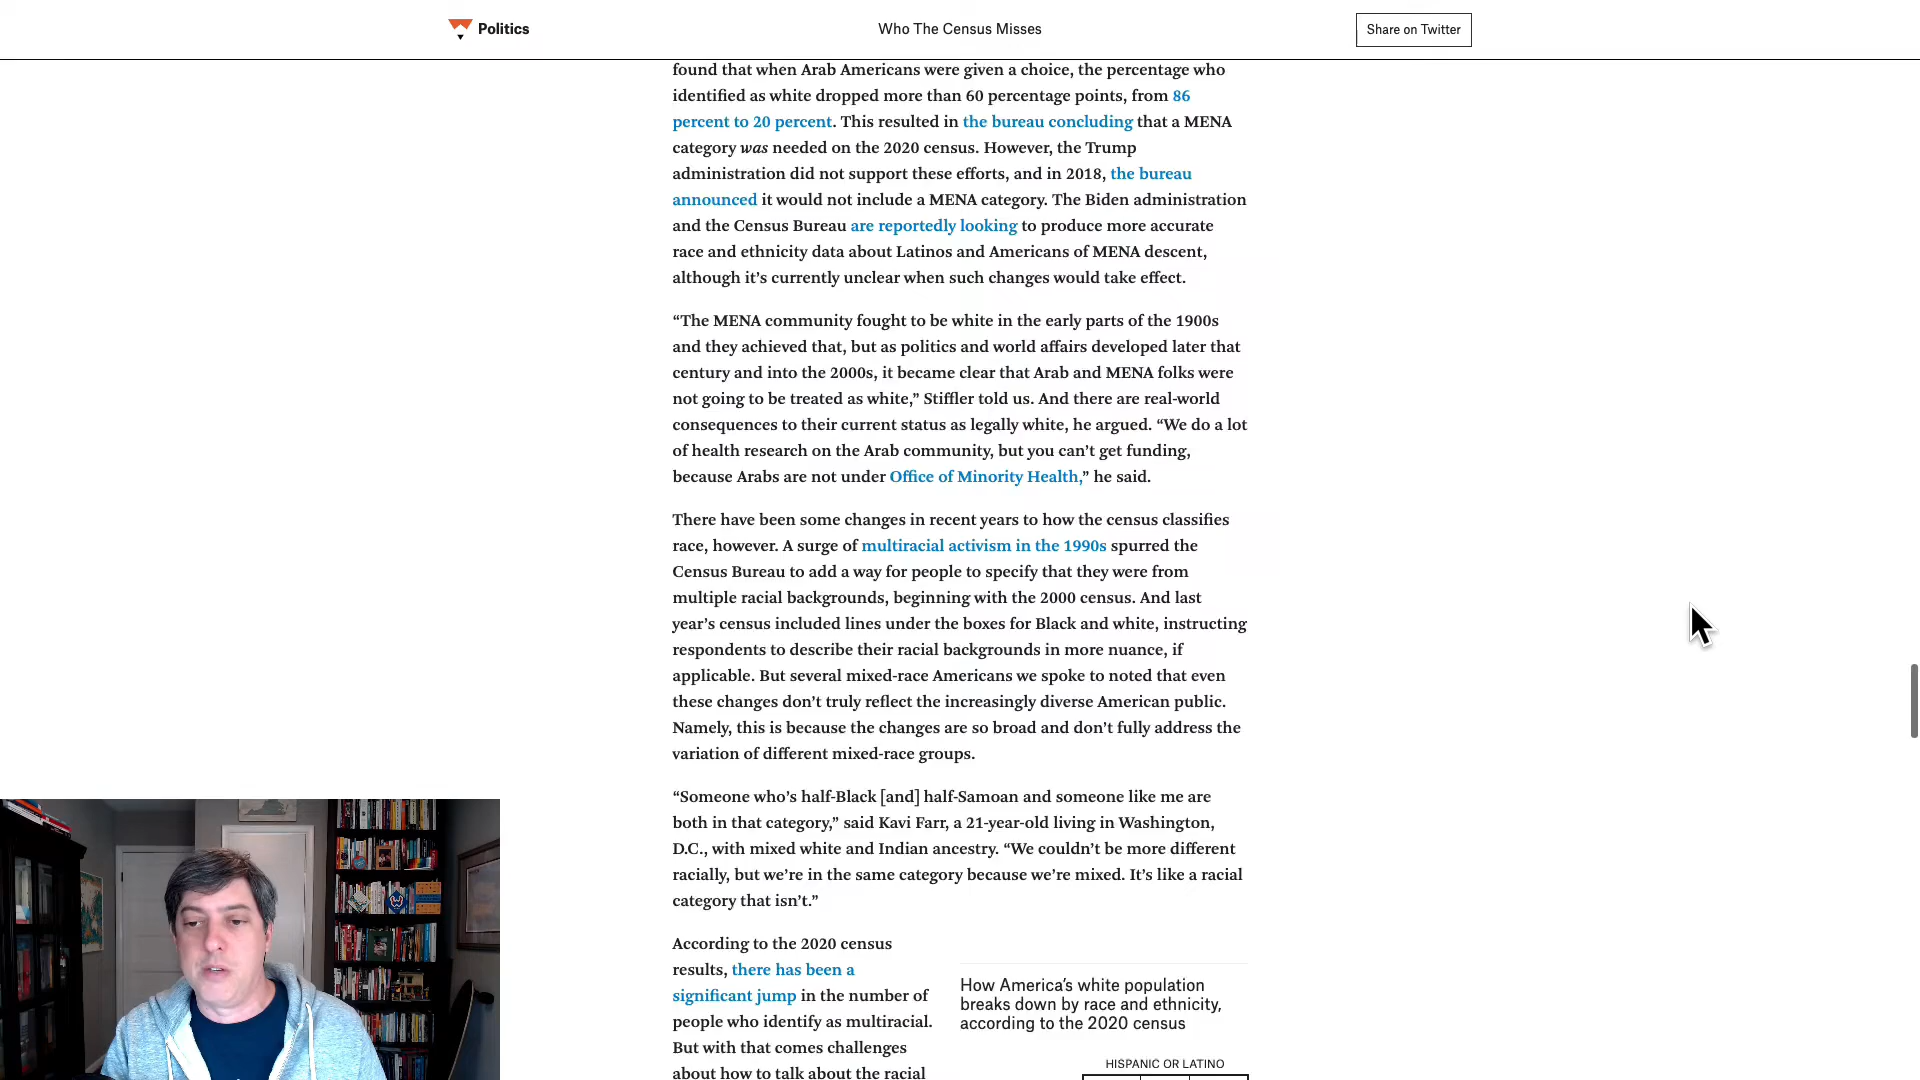 Politics
Who The Census Misses
Share on Twitter
found that when Arab Americans were given a choice, the percentage who
identified as white dropped more than 60 percentage points, from 86
percent to 20 percent. This resulted in the bureau concluding that a MENA
category was needed on the 2020 census. However, the Trump
administration did not support these efforts, and in 2018, the bureau
announced it would not include a MENA category. The Biden administration
and the Census Bureau are reportedly looking to produce more accurate
race and ethnicity data about Latinos and Americans of MENA descent,
although it’s currently unclear when such changes would take effect.
“The MENA community fought to be white in the early parts of the 1900s
and they achieved that, but as politics and world affairs developed later that
century and into the 2000s, it became clear that Arab and MENA folks were
not going to be treated as white,” Stiffler told us. And there are real-world
consequences to their current status as legally white, he argued. “We do a lot
of health research on the Arab community, but you can’t get funding,
because Arabs are not under Office of Minority Health,” he said.
There have been some changes in recent years to how the census classifies
race, however. A surge of multiracial activism in the 1990s spurred the
Census Bureau to add a way for people to specify that they were from
multiple racial backgrounds, beginning with the 2000 census. And last
year’s census included lines under the boxes for Black and white, instructing
respondents to describe their racial backgrounds in more nuance, if
applicable. But several mixed-race Americans we spoke to noted that even
these changes don’t truly reflect the increasingly diverse American public.
Namely, this is because the changes are so broad and don’t fully address the
variation of different mixed-race groups.
“Someone who’s half-Black [and] half-Samoan and someone like me are
both in that category,” said Kavi Farr, a 21-year-old living in Washington,
D.C., with mixed white and Indian ancestry. “We couldn’t be more different
racially, but we’re in the same category because we’re mixed. It’s like a racial
category that isn’t.”
According to the 2020 census
results, there has been a
significant jump in the number of
people who identify as multiracial.
But with that comes challenges
about how to talk about the racial
How America’s white population
breaks down by race and ethnicity,
according to the 2020 census
HISPANIC OR LATINO